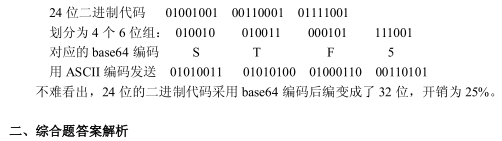 24 位二进制代码 01001001 00110001 01111001
划分为 4 个 6 位组： 010010 010011 000101 111001
对应的 base64 编码 S T F 5
用 ASCII 编码发送 01010011 01010100 01000110 00110101
不难看出，24 位的二进制代码采用 base64 编码后编变成了 32 位，开销为 25%。
二、综合题答案解析